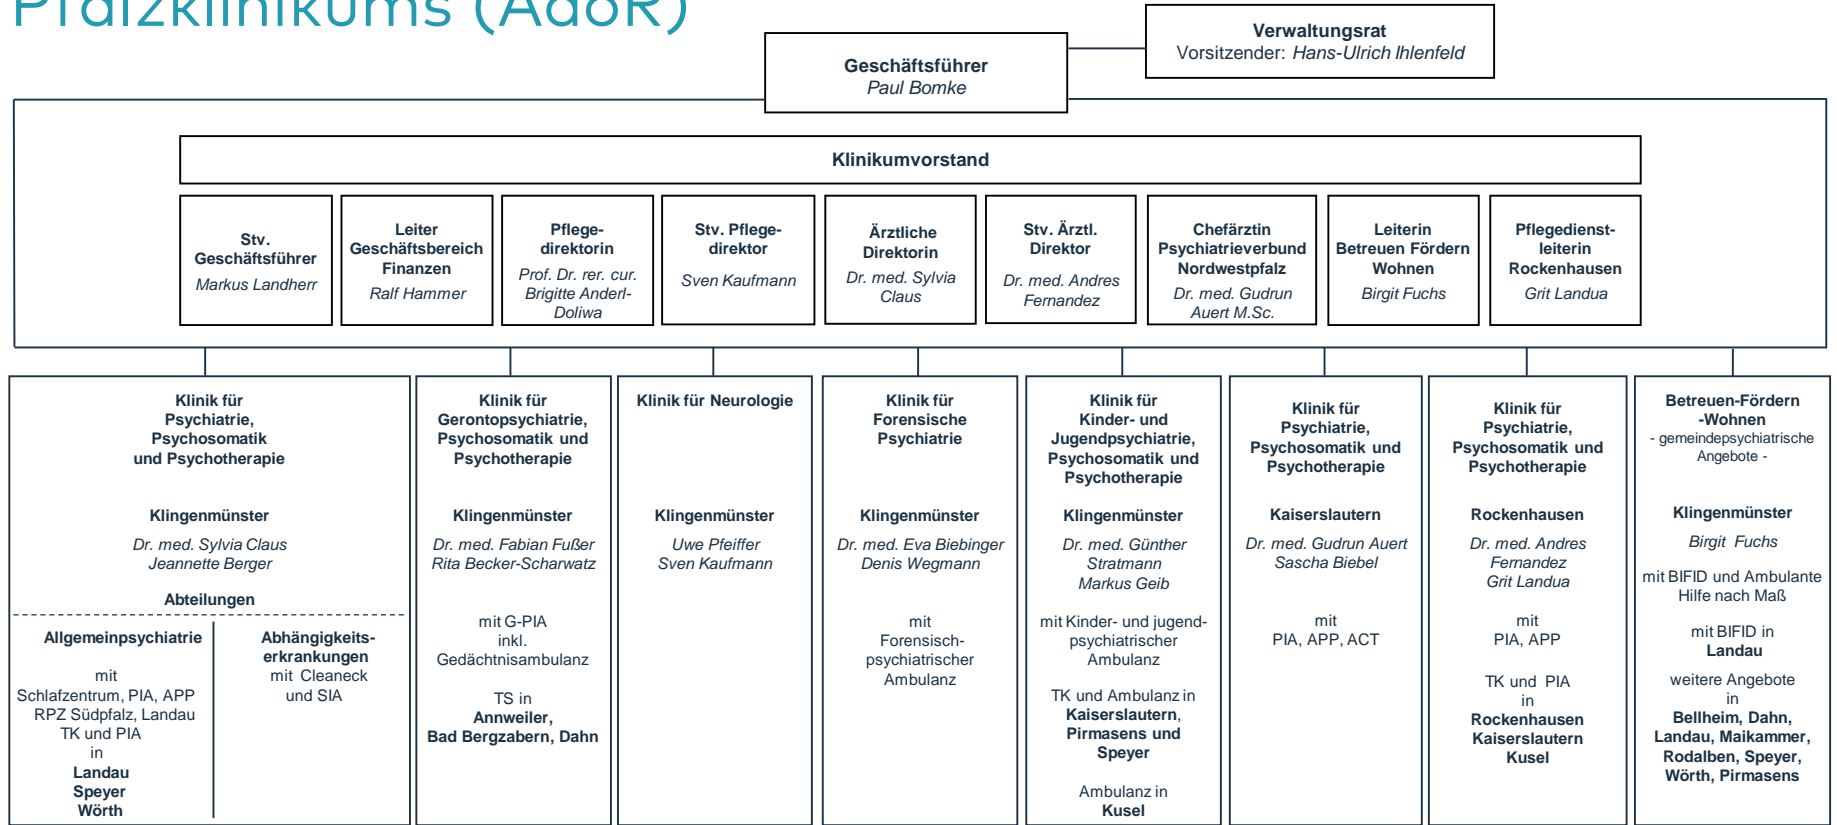 Pfalzklinikums (AdöR)
Verwaltungsrat
Vorsitzender: Hans-Ulrich Ihlenfeld
Geschäftsführer
Paul Bomke
Klinikumvorstand
Stv.
Geschäftsführer
Markus Landherr
Leiter
Geschäftsbereich
Finanzen
Ralf Hammer
Pflege-
direktorin
Prof. Dr. rer. cur.
Brigitte Anderl-
Doliwa
Stv. Pflege-
direktor
Sven Kaufmann
Ärztliche
Direktorin
Dr. med. Sylvia
Claus
Stv. Ärztl.
Direktor
Dr. med. Andres
Fernandez
Chefärztin
Psychiatrieverbund
Nordwestpfalz
Dr. med. Gudrun
Auert M.Sc.
Leiterin
Betreuen Fördern
Wohnen
Birgit Fuchs
Pflegedienst-
leiterin
Rockenhausen
Grit Landua
Klinik für
Psychiatrie,
Psychosomatik
und Psychotherapie
Klingenmünster
Dr. med. Sylvia Claus
Jeannette Berger
Abteilungen
Allgemeinpsychiatrie
mit
Schlafzentrum, PIA, APP
RPZ Südpfalz, Landau
TK und PIA
in
Landau
Speyer
Wörth
Abhängigkeits-
erkrankungen
mit Cleaneck
und SIA
Klinik für
Gerontopsychiatrie,
Psychosomatik und
Psychotherapie
Klingenmünster
Dr. med. Fabian Fußer
Rita Becker-Scharwatz
mit G-PIA
inkl.
Gedächtnisambulanz
TS in
Annweiler,
Bad Bergzabern, Dahn
Klinik für Neurologie
Klingenmünster
Uwe Pfeiffer
Sven Kaufmann
Klinik für
Forensische
Psychiatrie
Klingenmünster
Dr. med. Eva Biebinger
Denis Wegmann
mit
Forensisch-
psychiatrischer
Ambulanz
Klinik für
Kinder- und
Jugendpsychiatrie,
Psychosomatik und
Psychotherapie
Klingenmünster
Dr. med. Günther
Stratmann
Markus Geib
mit Kinder- und jugend-
psychiatrischer
Ambulanz
TK und Ambulanz in
Kaiserslautern,
Pirmasens und
Speyer
Ambulanz in
Kusel
Klinik für
Psychiatrie,
Psychosomatik und
Psychotherapie
Kaiserslautern
Dr. med. Gudrun Auert
Sascha Biebel
mit
PIA, APP, ACT
Klinik für
Psychiatrie,
Psychosomatik und
Psychotherapie
Rockenhausen
Dr. med. Andres
Fernandez
Grit Landua
mit
PIA, APP
TK und PIA
in
Rockenhausen
Kaiserslautern
Kusel
Betreuen-Fördern
-Wohnen
- gemeindepsychiatrische
Angebote -
Klingenmünster
Birgit Fuchs
mit BIFID und Ambulante
Hilfe nach Maß
mit BIFID in
Landau
weitere Angebote
in
Bellheim, Dahn,
Landau, Maikammer,
Rodalben, Speyer,
Wörth, Pirmasens